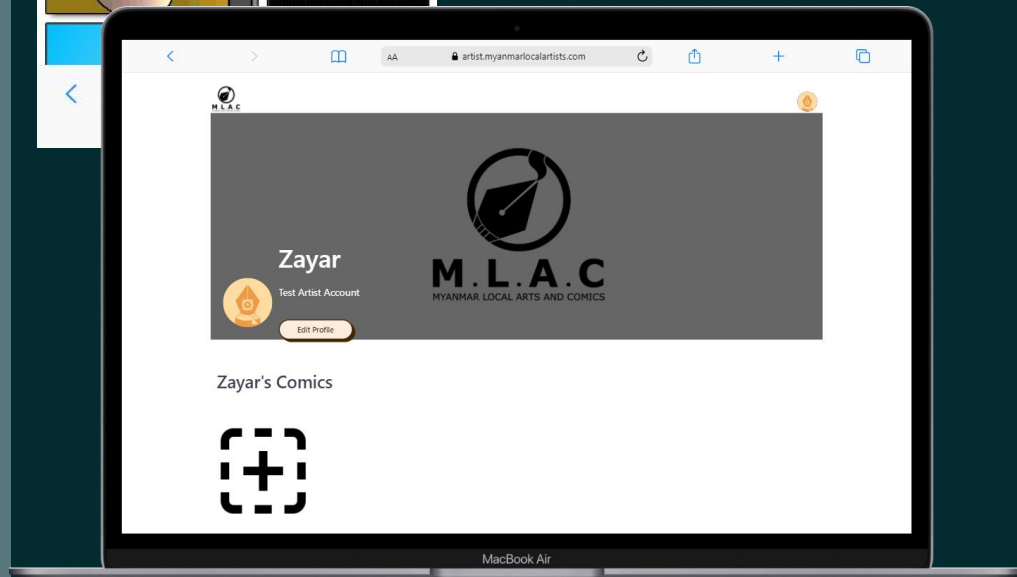 AA
artist.myanmarlocalartists.com
M.L.A.C
Zayar
Test Artist Account
Edit Profile
M.L.A.C
MYANMAR LOCAL ARTS AND COMICS
Zayar's Comics
MacBook Air